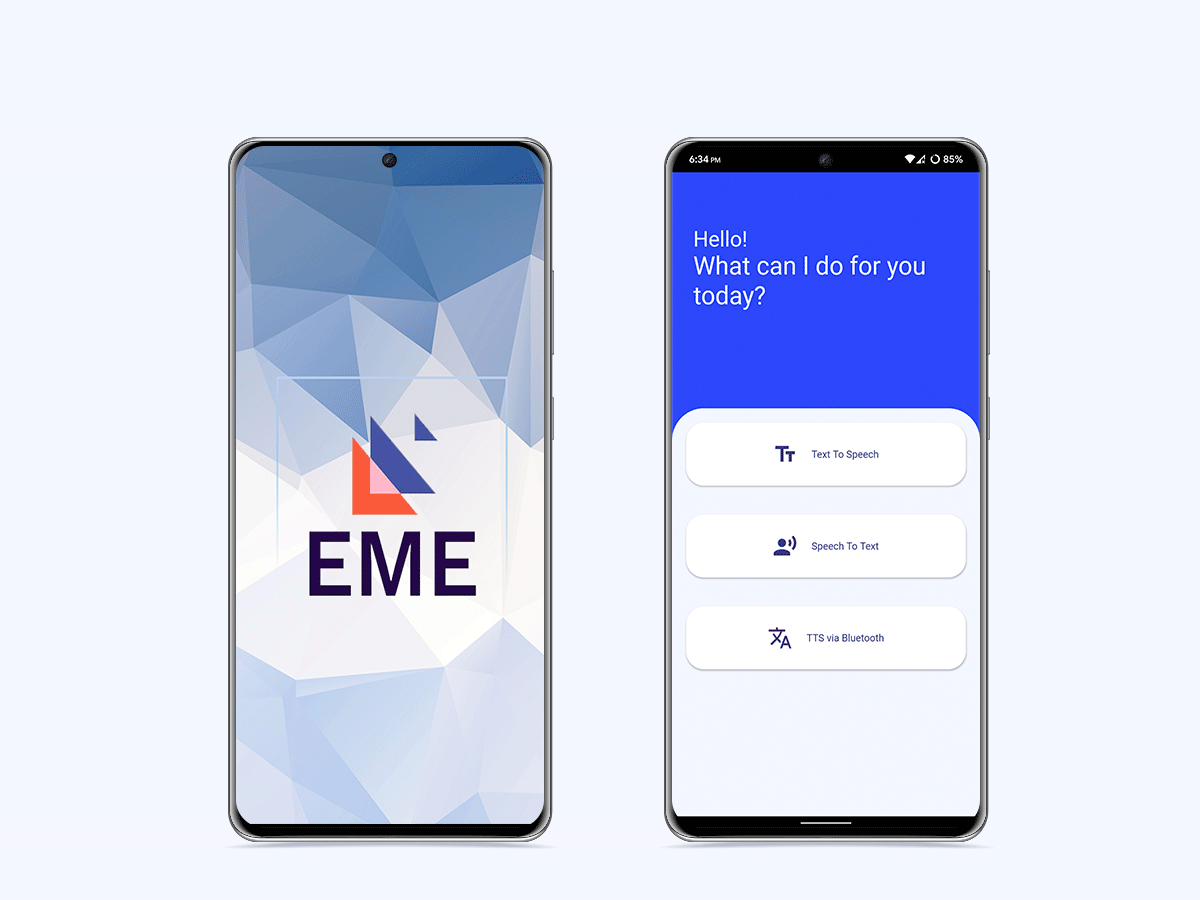 EME
6:34 PM
85%
Hello!
What can I do for you
today?
Text To Speech
Speech To Text
TTS via Bluetooth